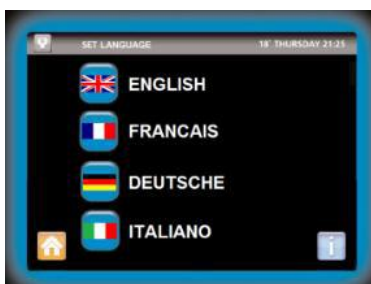 SET LANGUAGE 18° THURSDAY 21:25
ENGLISH
FRANCAIS
DEUTSCHE
ITALIANO
i